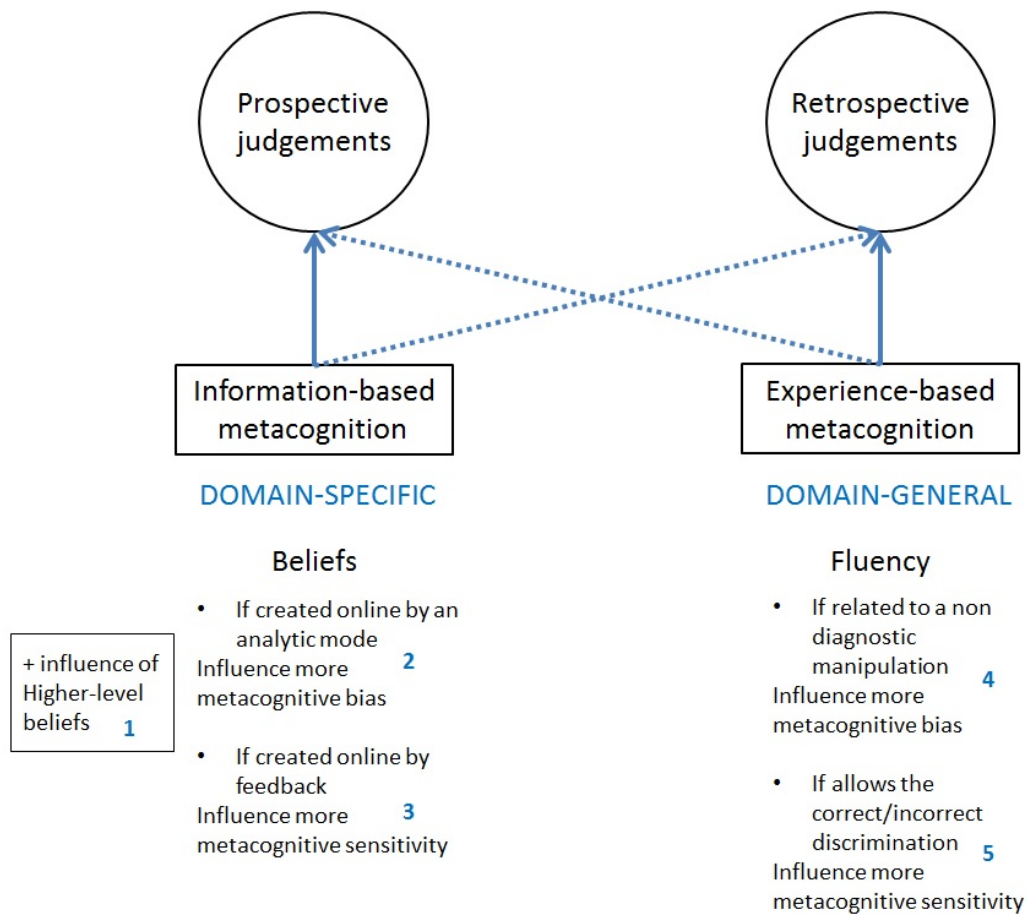 Prospective
judgements
Retrospective
judgements
Information-based
metacognition
Experience-based
metacognition
DOMAIN-SPECIFIC
DOMAIN-GENERAL
+ influence of
Higher-level
beliefs 1
Beliefs
• If created online by an
analytic mode
Influence more 2
metacognitive bias
• If created online by
feedback
Influence more 3
metacognitive sensitivity
Fluency
• If related to a non
diagnostic
manipulation 4
Influence more
metacognitive bias
• If allows the
correct/incorrect
discrimination 5
Influence more
metacognitive sensitivity